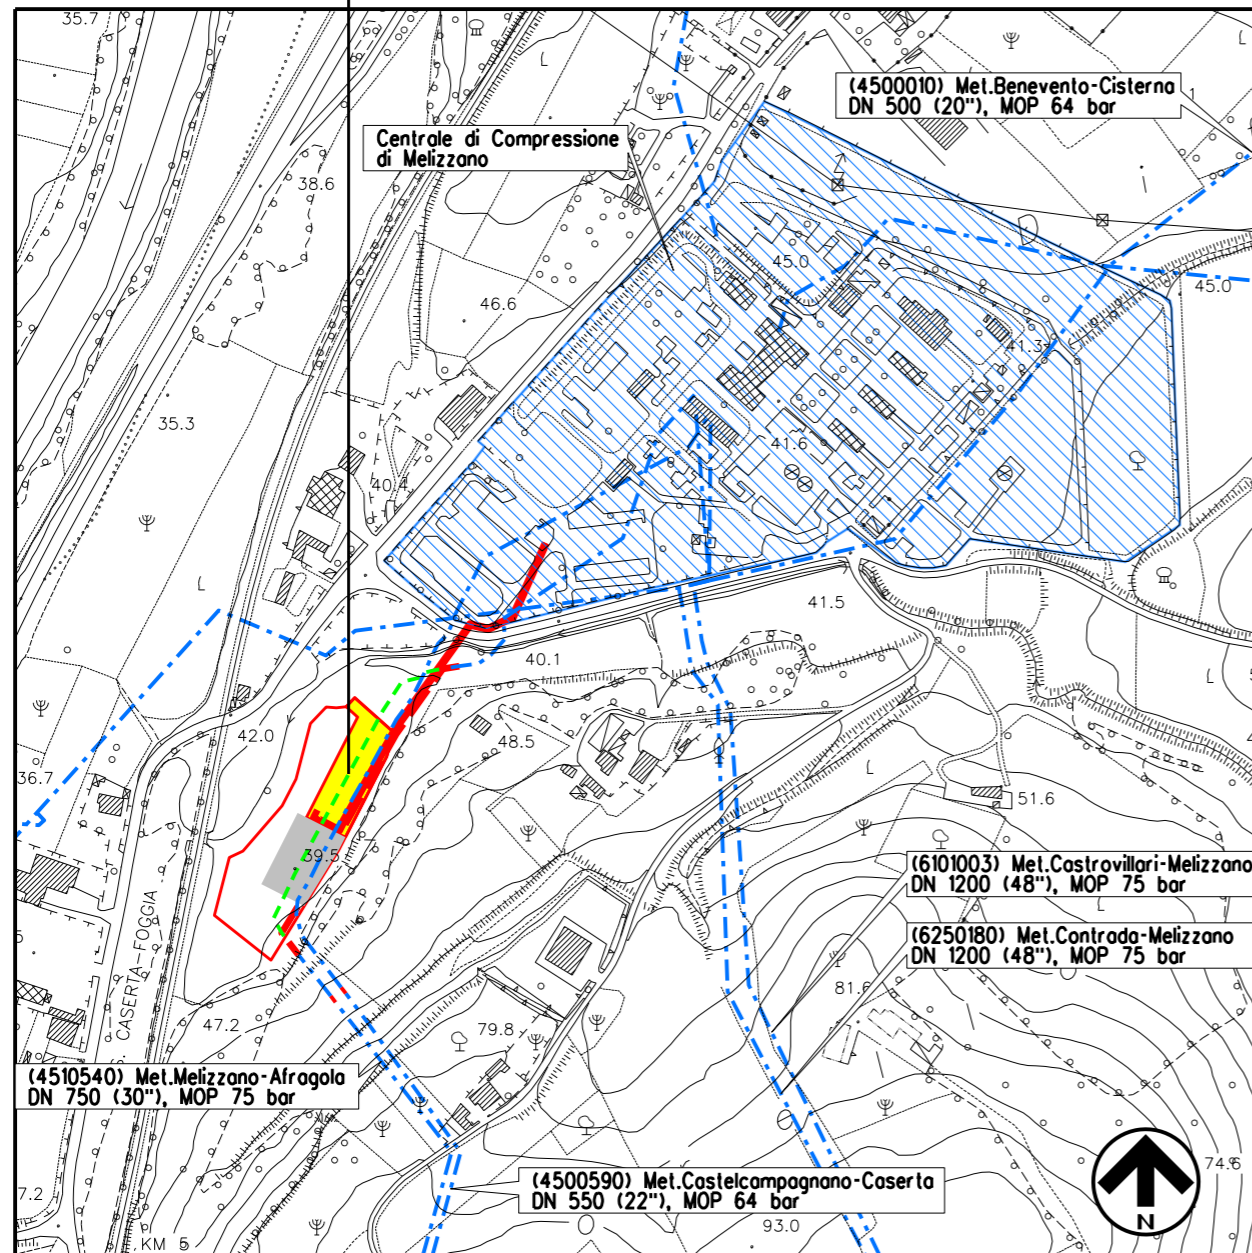 35.7
(4500010) Met.Benevento-Cisterna
DN 500 (20"), MOP 64 bar
1
Centrale di Compressione
di Melizzano
38.6
45.0
45.0
46.6
41.3
35.3
41.6
40.4
41.5
40.1
42.0
48.5
36.7
51.6
39.5
(6101003) Met.Castrovillari-Melizzano
DN 1200 (48"), MOP 75 bar
(6250180) Met.Contrada-Melizzano
DN 1200 (48"), MOP 75 bar
S. CASERTA-FOGGIA
81.6
47.2
79.8
(4510540) Met.Melizzano-Afragola
DN 750 (30"), MOP 75 bar
74.6
(4500590) Met.Castelcampagnano-Caserta
DN 550 (22"), MOP 64 bar
7.2
93.0
N
KM 5